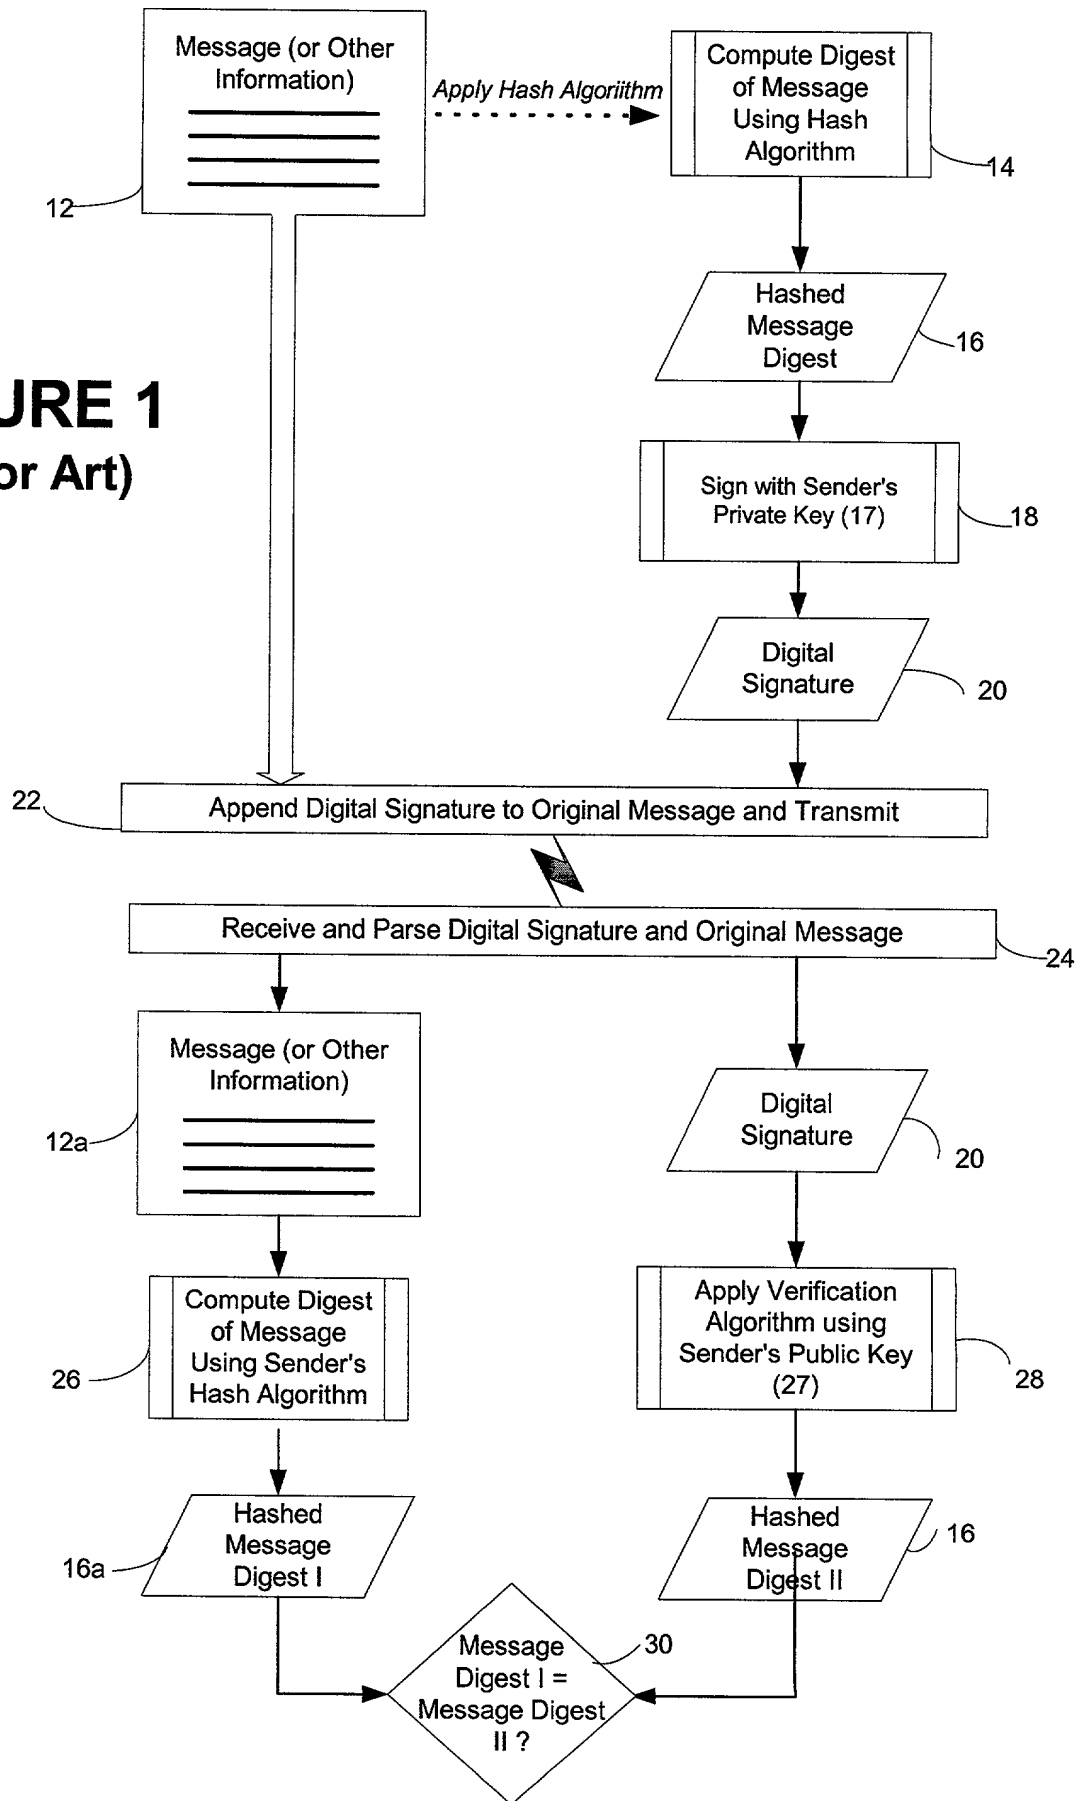 Message (or Other
Information)
Apply Hash Algoriithm
Compute Digest
of Message
Using Hash
Algorithm
14
12
Hashed
Message
Digest
16
URE 1
or Art)
Sign with Sender's
Private Key (17)
18
Digital
Signature
20
22
Append Digital Signature to Original Message and Transmit
Receive and Parse Digital Signature and Original Message
24
Message (or Other
Information)
12a
Digital
Signature
20
Compute Digest
of Message
Using Sender's
Hash Algorithm
26
Apply Verification
Algorithm using
Sender's Public Key
(27)
28
Hashed
Message
Digest I
16a
Hashed
Message
Digest II
16
Message
Digest I =
Message Digest
II ?
30